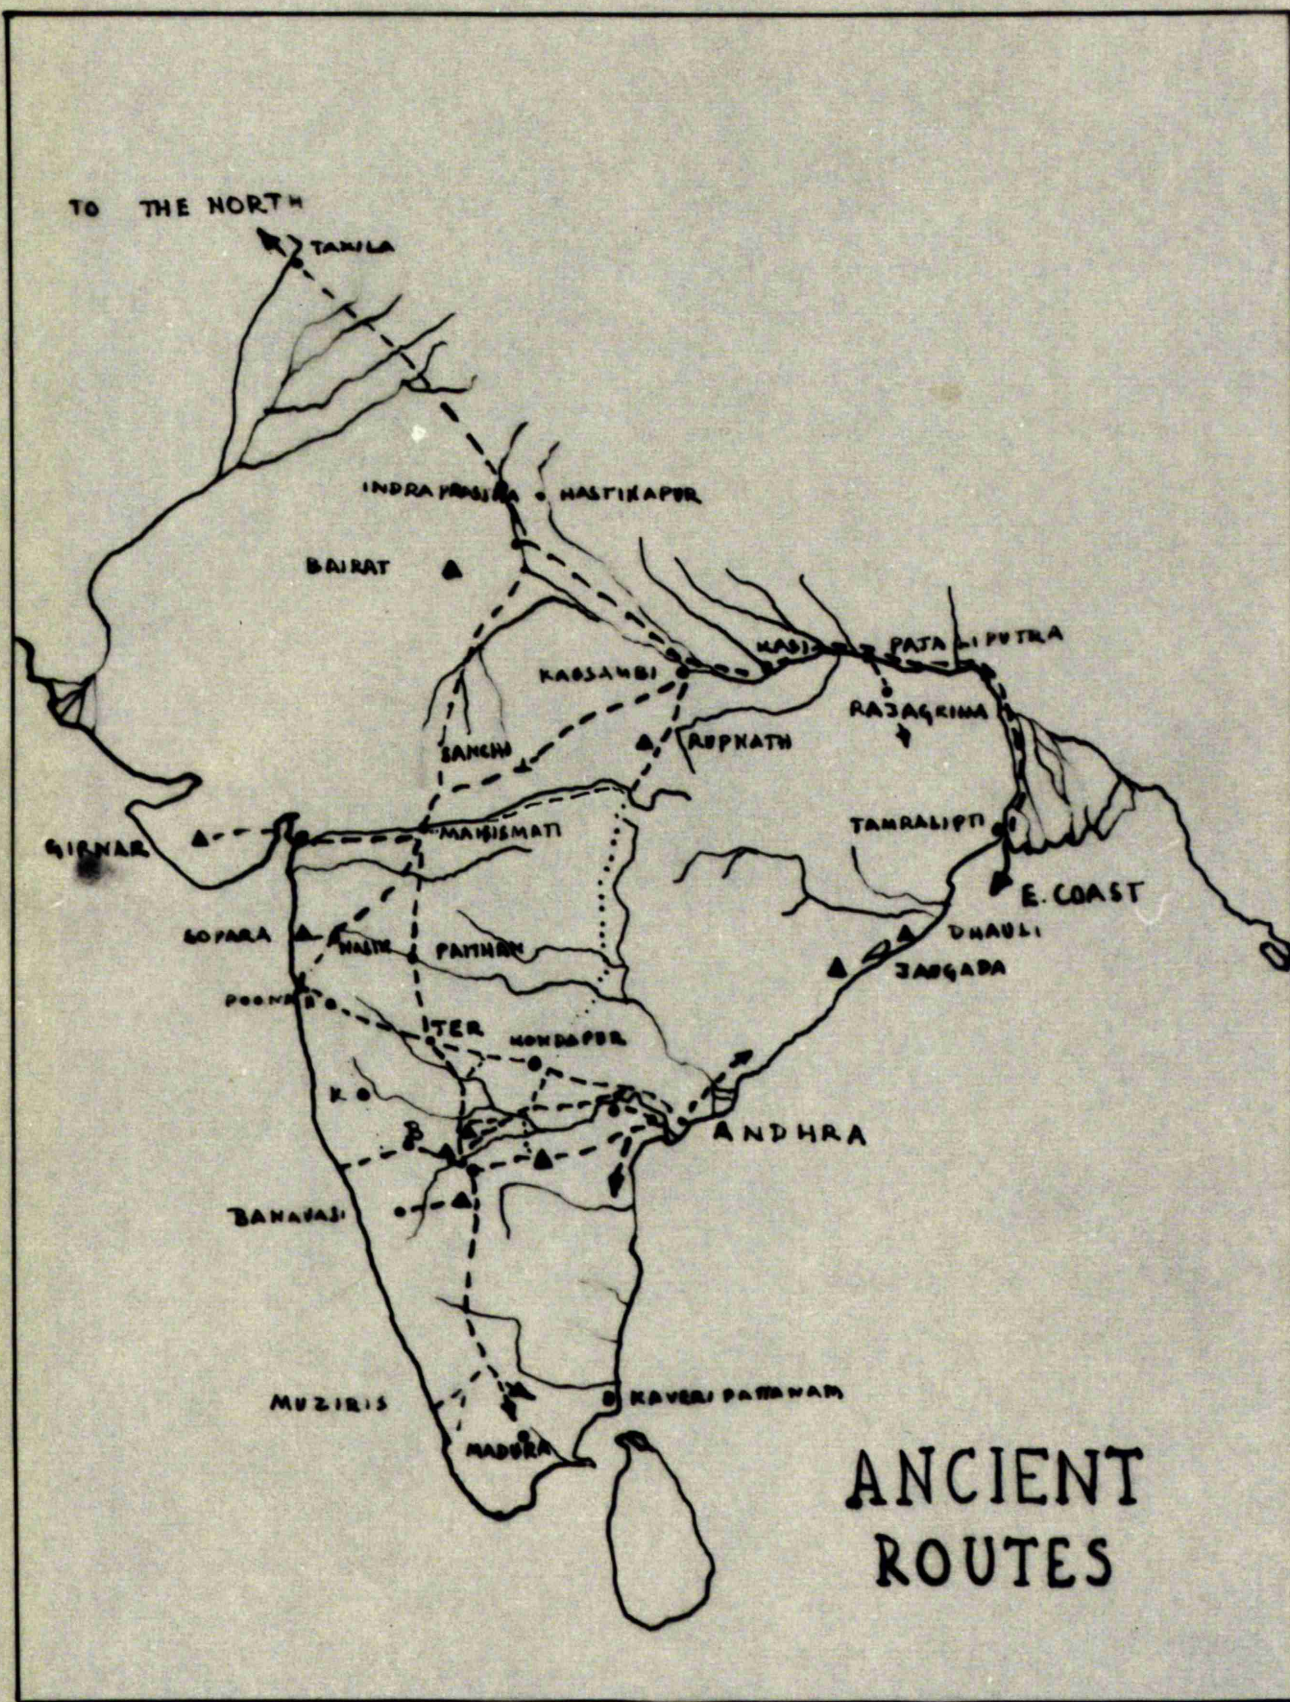 TO THE NORTH
TAXILA
INDRAPRASTHA
HASTINAPUR
BAIRAT
KASI
PATALIPUTRA
KAUSAMBI
RAJAGRIHA
SANCHI
RUPNATH
TAMRALIPTI
MAHISMATI
GIRNAR
E. COAST
SOPARA
NASIK
PAITHAN
DHAULI
JAUGADA
POONA
TER
KONDAPUR
K
B
ANDHRA
BANAVASI
MUZIRIS
KAVERIPATTANAM
MADURA
ANCIENT
ROUTES